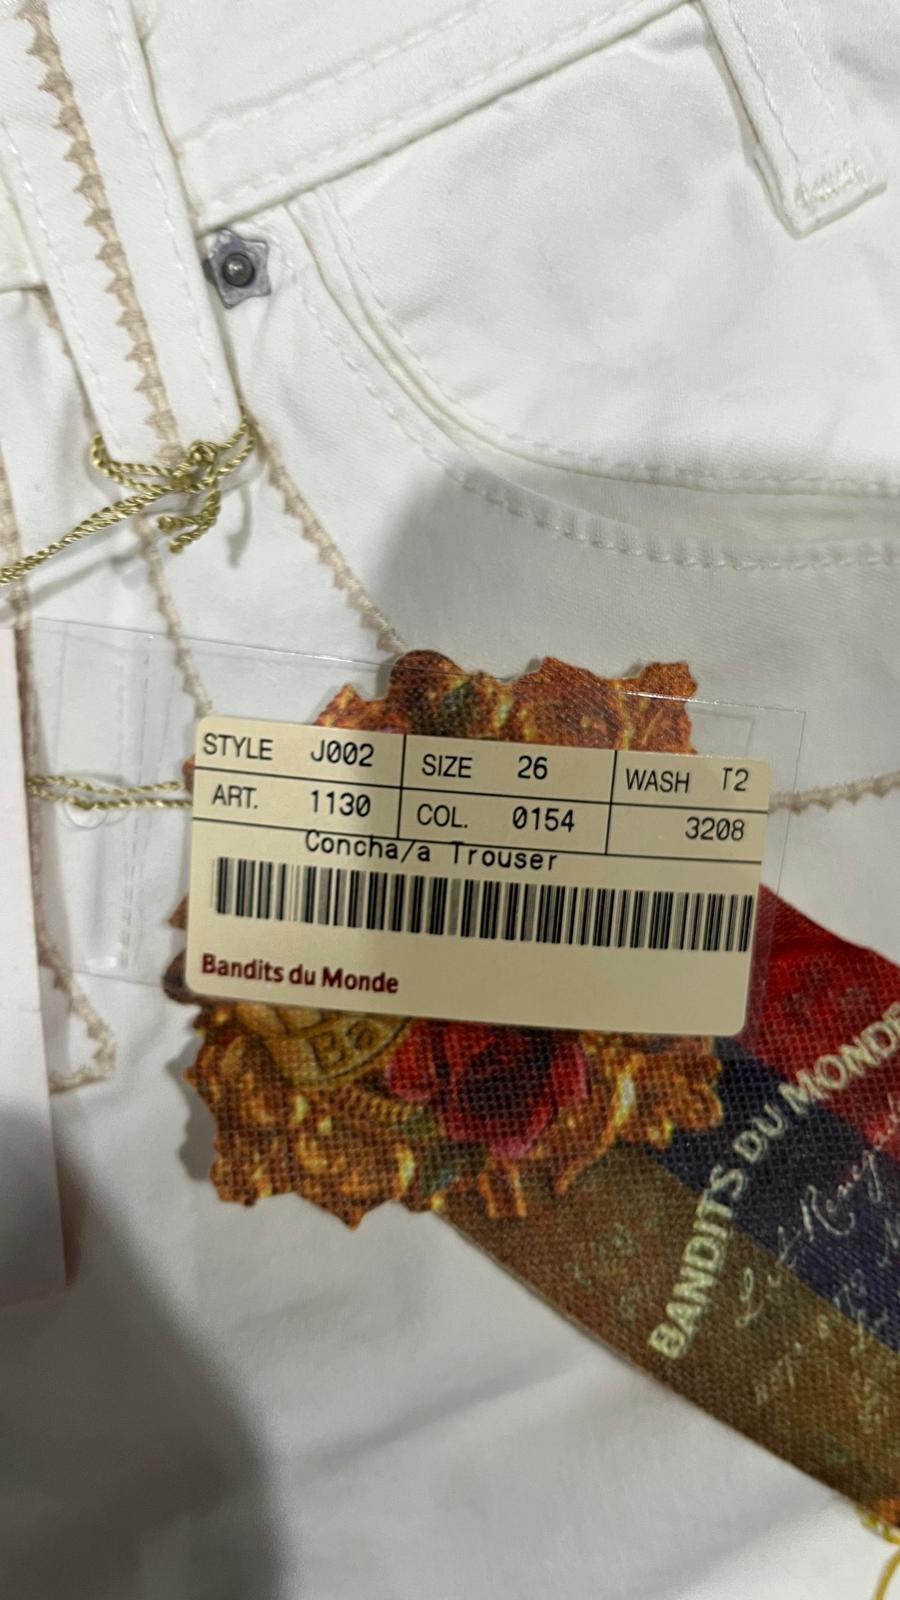 STYLE J002 SIZE 26 WASH T2
ART. 1130 COL. 0154 3208
Concha/a Trouser
Bandits du Monde
Ba
BANDITS DU MONDE